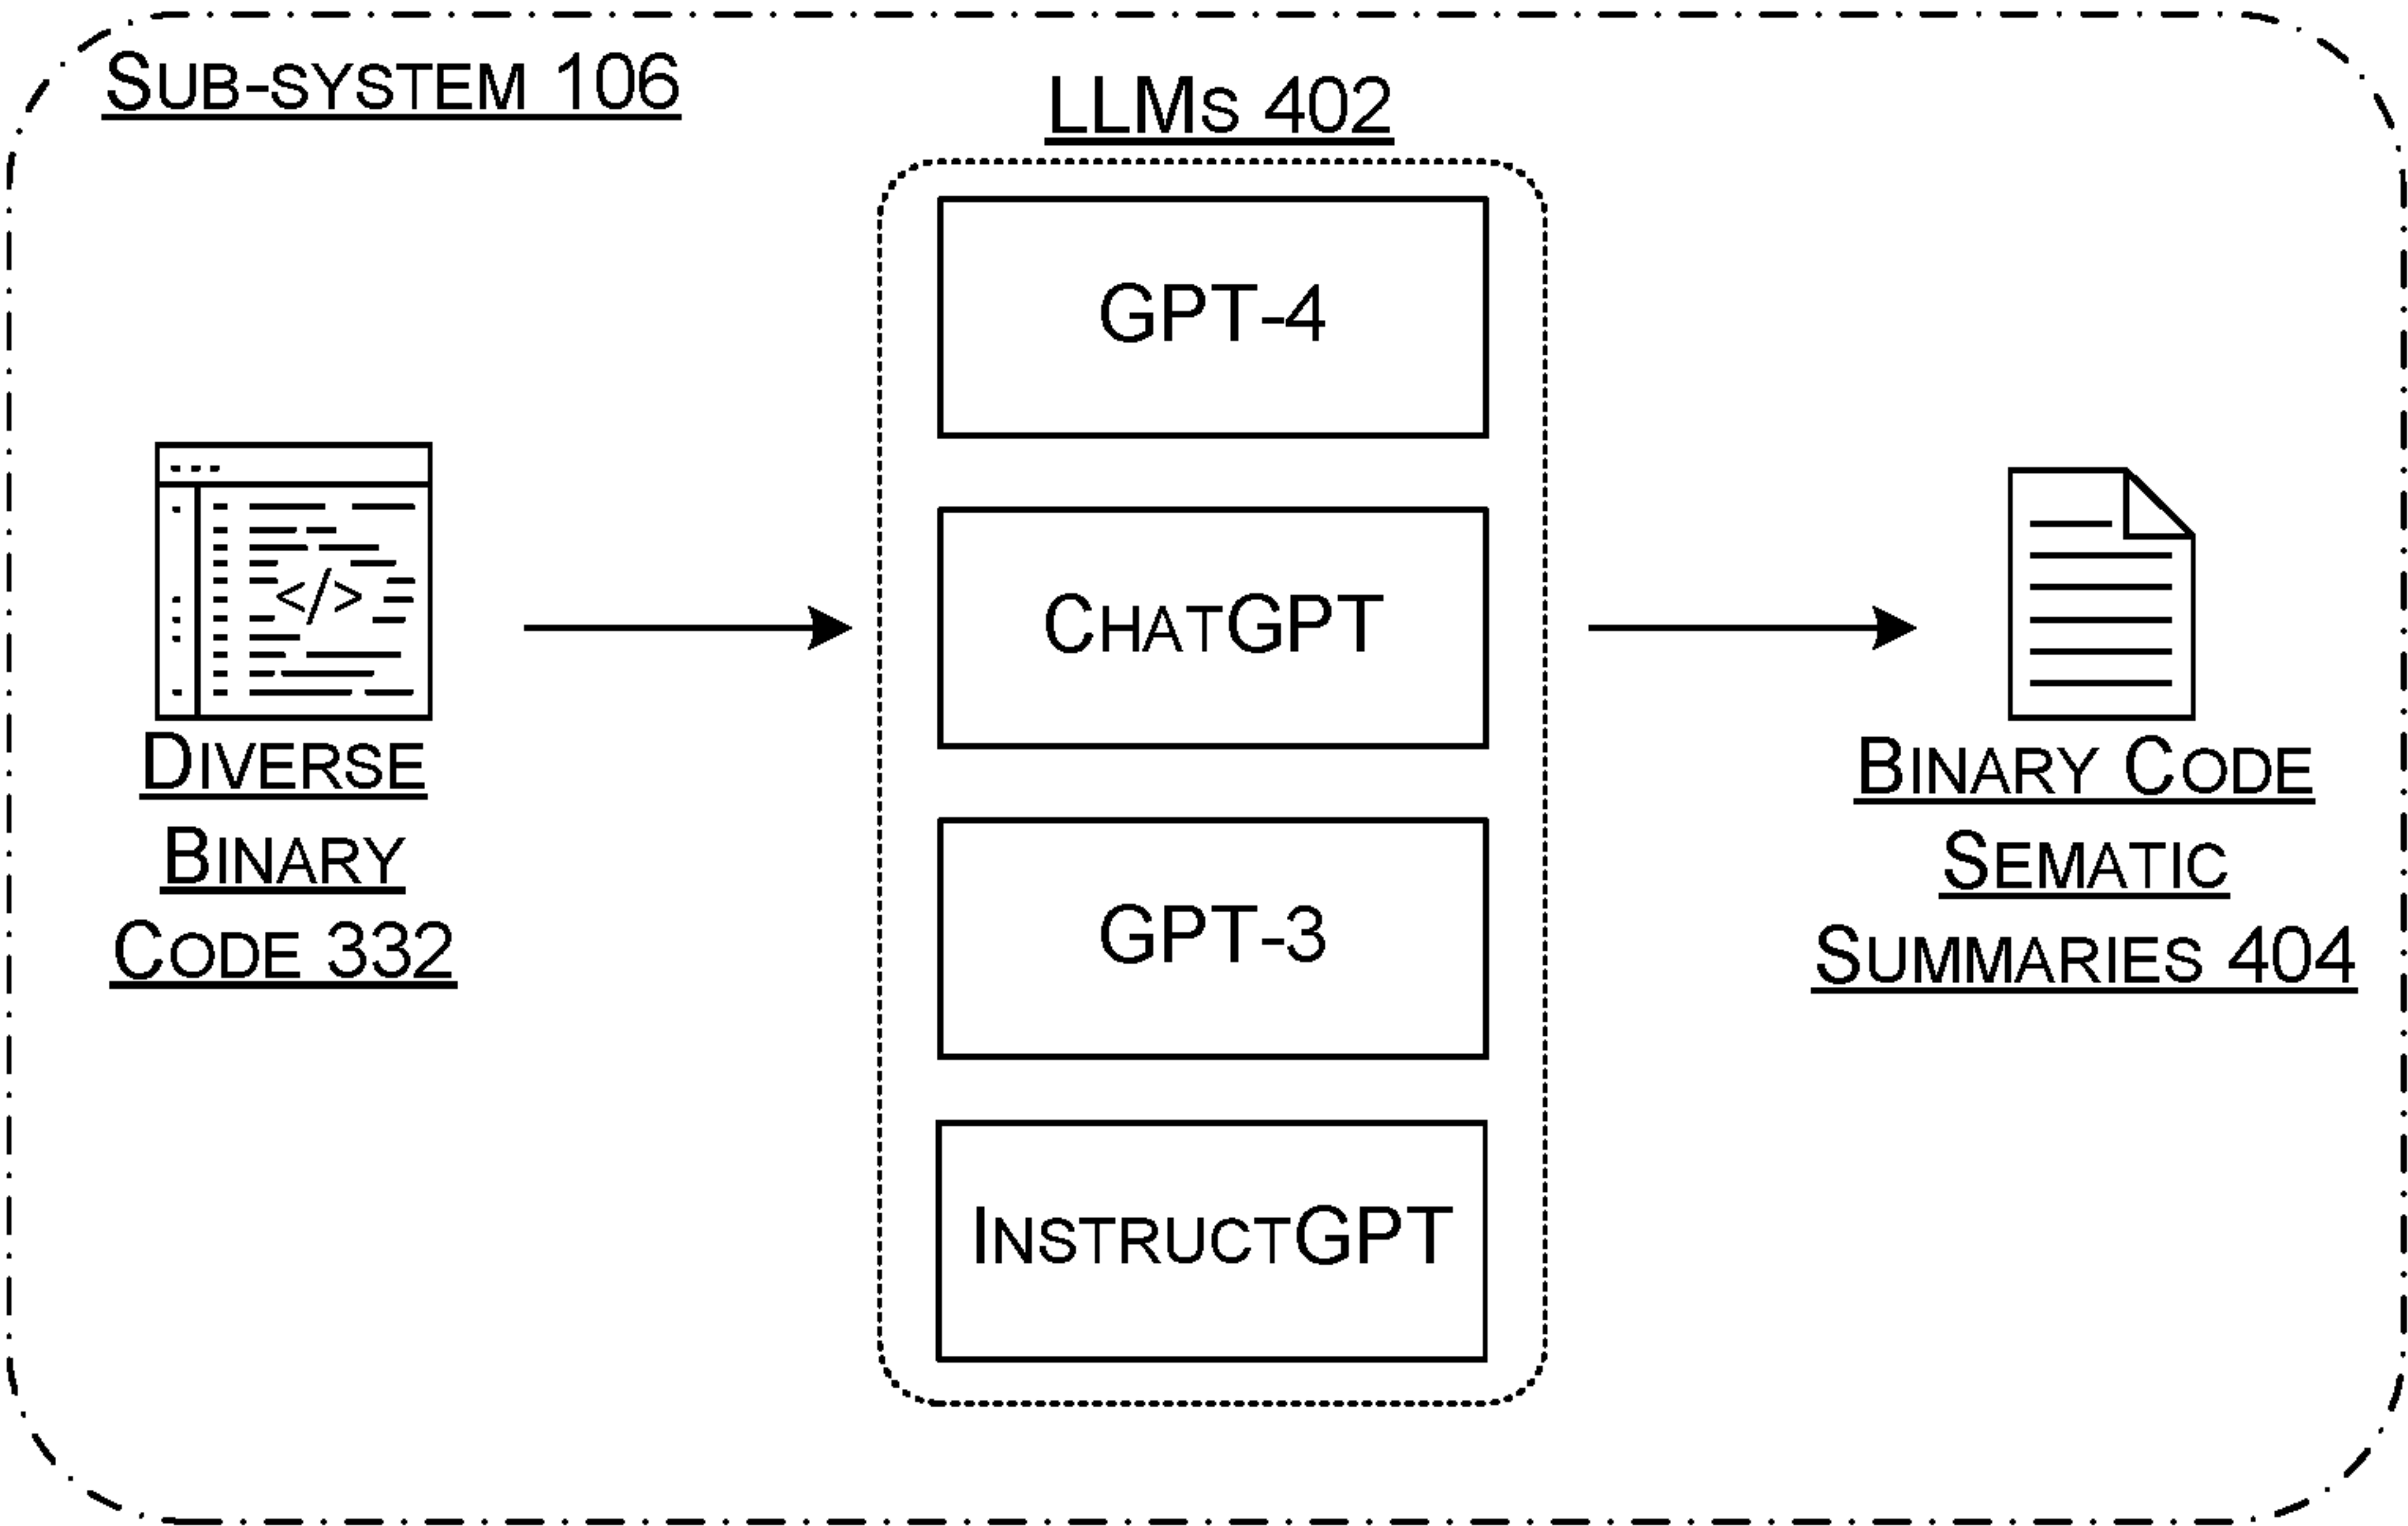 SUB-SYSTEM 106
LLMS 402
GPT-4
CHATGPT
GPT-3
INSTRUCTGPT
</>
DIVERSE
BINARY
CODE 332
BINARY CODE
SEMATIC
SUMMARIES 404